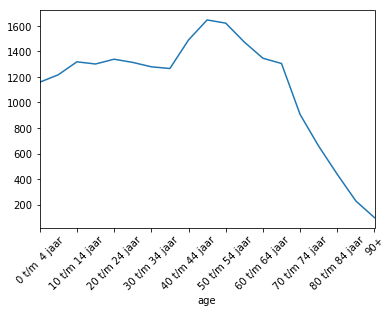 1600
1400
1200
1000
800
600
400
200
0 t/m  4 jaar
10 t/m 14 jaar
20 t/m 24 jaar
30 t/m 34 jaar
40 t/m 44 jaar
50 t/m 54 jaar
60 t/m 64 jaar
70 t/m 74 jaar
80 t/m 84 jaar
90+
age